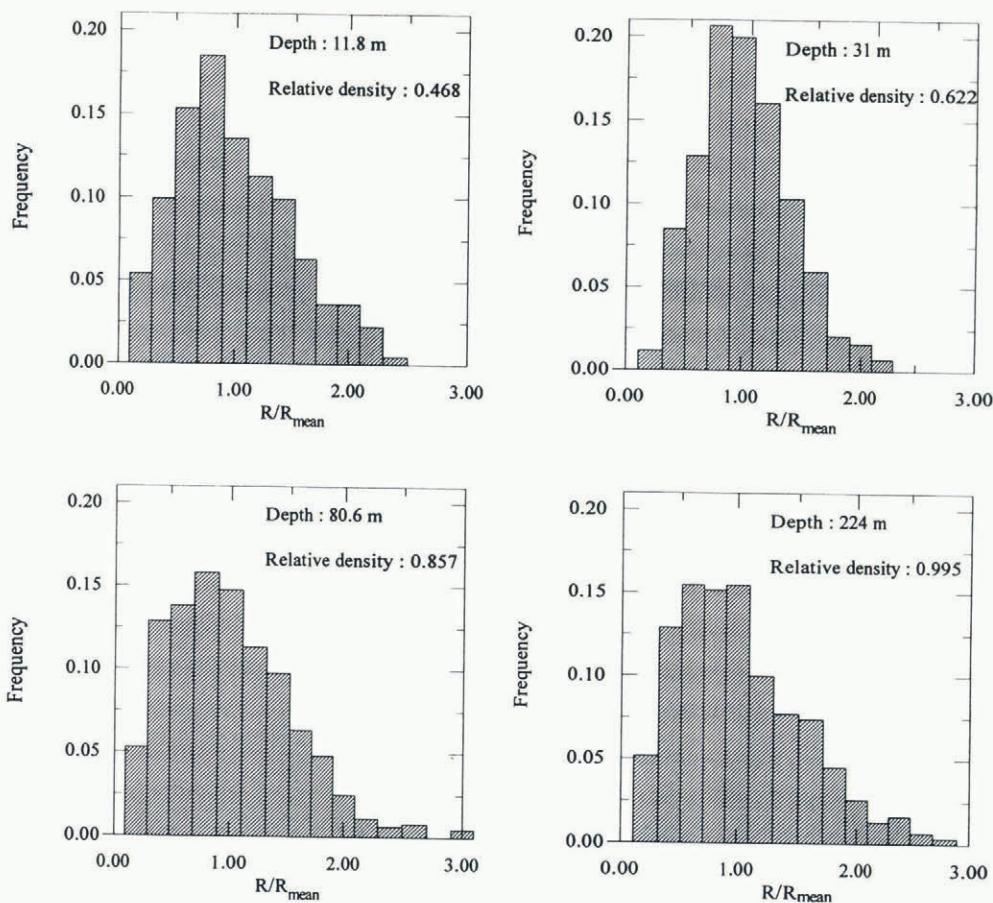 Depth : 11.8 m
Relative density : 0.468
0.20
0.15
0.10
0.05
0.00
Frequency
0.00 1.00 2.00 3.00
R/Rmean
Depth : 31 m
Relative density : 0.622
0.20
0.15
0.10
0.05
0.00
Frequency
0.00 1.00 2.00 3.00
R/Rmean
Depth : 80.6 m
Relative density : 0.857
0.20
0.15
0.10
0.05
0.00
Frequency
0.00 1.00 2.00 3.00
R/Rmean
Depth : 224 m
Relative density : 0.995
0.20
0.15
0.10
0.05
0.00
Frequency
0.00 1.00 2.00 3.00
R/Rmean